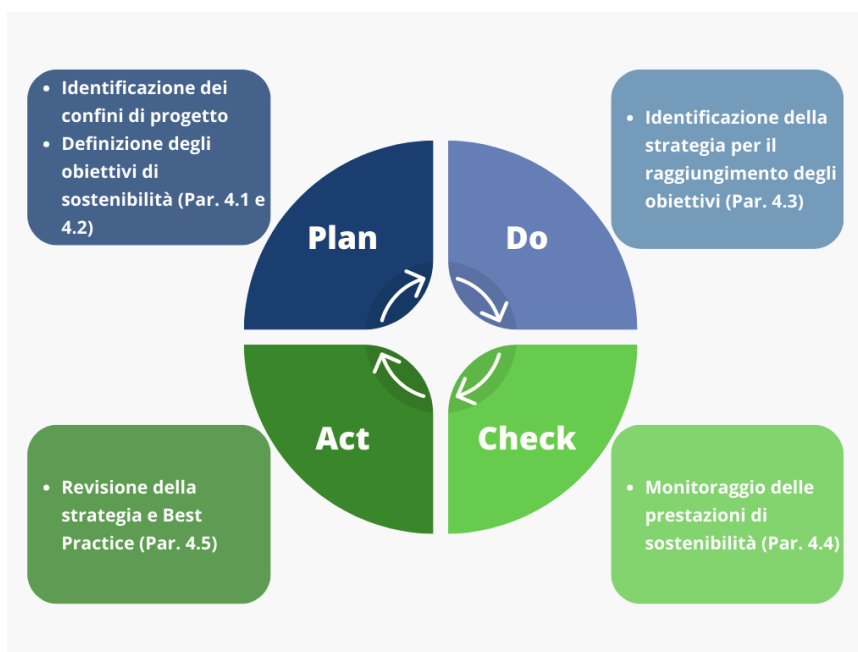 • Identificazione dei
confini di progetto
• Definizione degli
obiettivi di
sostenibilità (Par. 4.1 e
4.2)
Plan
Do
• Identificazione della
strategia per il
raggiungimento degli
obiettivi (Par. 4.3)
Act
Check
• Revisione della
strategia e Best
Practice (Par. 4.5)
• Monitoraggio delle
prestazioni di
sostenibilità (Par. 4.4)